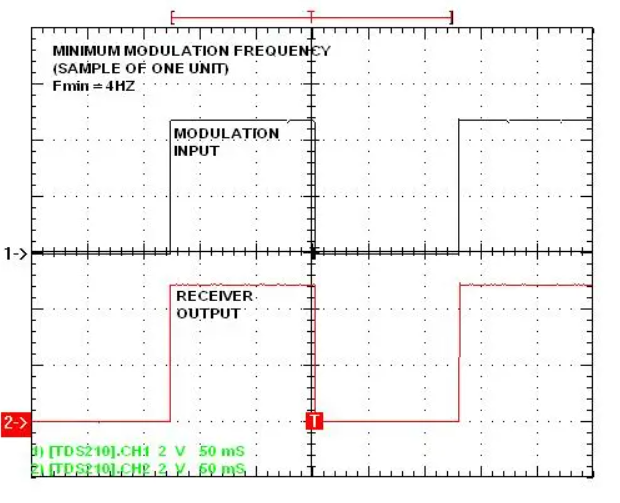 T
MINIMUM MODULATION FREQUENCY
(SAMPLE OF ONE UNIT)
Fmin = 4HZ
MODULATION
INPUT
1->
RECEIVER
OUTPUT
2->
T
1) [TDS210].CH1 2 V 50 mS
2) [TDS210].CH2 2 V 50 mS